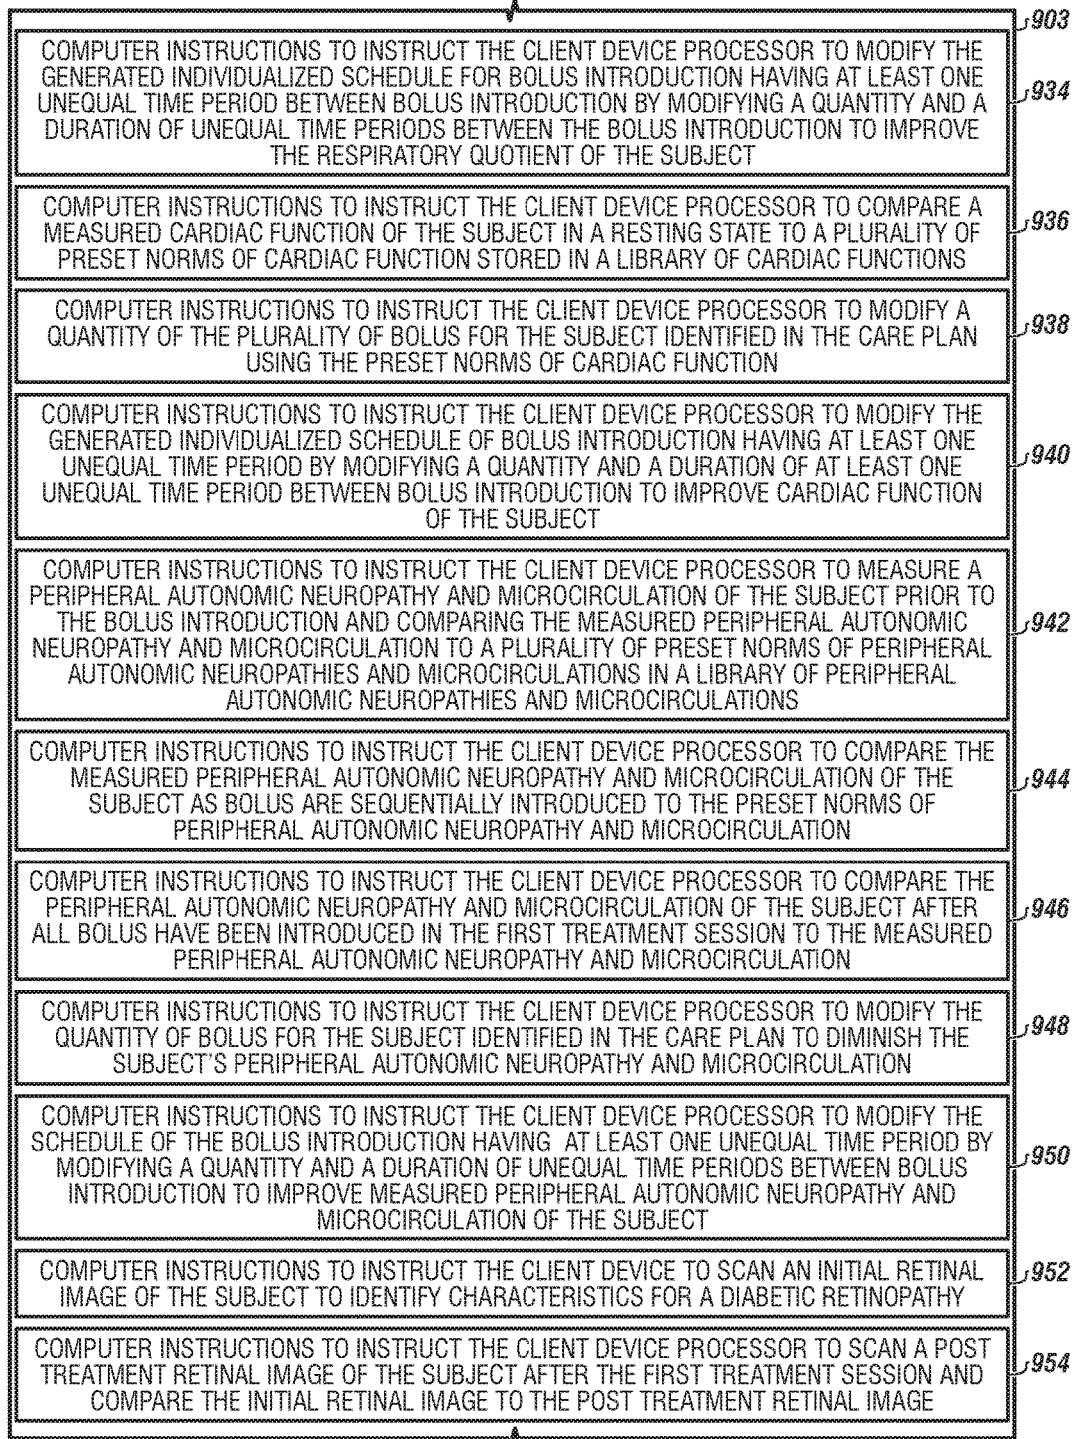 903
COMPUTER INSTRUCTIONS TO INSTRUCT THE CLIENT DEVICE PROCESSOR TO MODIFY THE
GENERATED INDIVIDUALIZED SCHEDULE FOR BOLUS INTRODUCTION HAVING AT LEAST ONE
UNEQUAL TIME PERIOD BETWEEN BOLUS INTRODUCTION BY MODIFYING A QUANTITY AND A
DURATION OF UNEQUAL TIME PERIODS BETWEEN THE BOLUS INTRODUCTION TO IMPROVE
THE RESPIRATORY QUOTIENT OF THE SUBJECT
934
COMPUTER INSTRUCTIONS TO INSTRUCT THE CLIENT DEVICE PROCESSOR TO COMPARE A
MEASURED CARDIAC FUNCTION OF THE SUBJECT IN A RESTING STATE TO A PLURALITY OF
PRESET NORMS OF CARDIAC FUNCTION STORED IN A LIBRARY OF CARDIAC FUNCTIONS
936
COMPUTER INSTRUCTIONS TO INSTRUCT THE CLIENT DEVICE PROCESSOR TO MODIFY A
QUANTITY OF THE PLURALITY OF BOLUS FOR THE SUBJECT IDENTIFIED IN THE CARE PLAN
USING THE PRESET NORMS OF CARDIAC FUNCTION
938
COMPUTER INSTRUCTIONS TO INSTRUCT THE CLIENT DEVICE PROCESSOR TO MODIFY THE
GENERATED INDIVIDUALIZED SCHEDULE OF BOLUS INTRODUCTION HAVING AT LEAST ONE
UNEQUAL TIME PERIOD BY MODIFYING A QUANTITY AND A DURATION OF AT LEAST ONE
UNEQUAL TIME PERIOD BETWEEN BOLUS INTRODUCTION TO IMPROVE CARDIAC FUNCTION
OF THE SUBJECT
940
COMPUTER INSTRUCTIONS TO INSTRUCT THE CLIENT DEVICE PROCESSOR TO MEASURE A
PERIPHERAL AUTONOMIC NEUROPATHY AND MICROCIRCULATION OF THE SUBJECT PRIOR TO
THE BOLUS INTRODUCTION AND COMPARING THE MEASURED PERIPHERAL AUTONOMIC
NEUROPATHY AND MICROCIRCULATION TO A PLURALITY OF PRESET NORMS OF PERIPHERAL
AUTONOMIC NEUROPATHIES AND MICROCIRCULATIONS IN A LIBRARY OF PERIPHERAL
AUTONOMIC NEUROPATHIES AND MICROCIRCULATIONS
942
COMPUTER INSTRUCTIONS TO INSTRUCT THE CLIENT DEVICE PROCESSOR TO COMPARE THE
MEASURED PERIPHERAL AUTONOMIC NEUROPATHY AND MICROCIRCULATION OF THE
SUBJECT AS BOLUS ARE SEQUENTIALLY INTRODUCED TO THE PRESET NORMS OF
PERIPHERAL AUTONOMIC NEUROPATHY AND MICROCIRCULATION
944
COMPUTER INSTRUCTIONS TO INSTRUCT THE CLIENT DEVICE PROCESSOR TO COMPARE THE
PERIPHERAL AUTONOMIC NEUROPATHY AND MICROCIRCULATION OF THE SUBJECT AFTER
ALL BOLUS HAVE BEEN INTRODUCED IN THE FIRST TREATMENT SESSION TO THE MEASURED
PERIPHERAL AUTONOMIC NEUROPATHY AND MICROCIRCULATION
946
COMPUTER INSTRUCTIONS TO INSTRUCT THE CLIENT DEVICE PROCESSOR TO MODIFY THE
QUANTITY OF BOLUS FOR THE SUBJECT IDENTIFIED IN THE CARE PLAN TO DIMINISH THE
SUBJECT'S PERIPHERAL AUTONOMIC NEUROPATHY AND MICROCIRCULATION
948
COMPUTER INSTRUCTIONS TO INSTRUCT THE CLIENT DEVICE PROCESSOR TO MODIFY THE
SCHEDULE OF THE BOLUS INTRODUCTION HAVING AT LEAST ONE UNEQUAL TIME PERIOD BY
MODIFYING A QUANTITY AND A DURATION OF UNEQUAL TIME PERIODS BETWEEN BOLUS
INTRODUCTION TO IMPROVE MEASURED PERIPHERAL AUTONOMIC NEUROPATHY AND
MICROCIRCULATION OF THE SUBJECT
950
COMPUTER INSTRUCTIONS TO INSTRUCT THE CLIENT DEVICE TO SCAN AN INITIAL RETINAL
IMAGE OF THE SUBJECT TO IDENTIFY CHARACTERISTICS FOR A DIABETIC RETINOPATHY
952
COMPUTER INSTRUCTIONS TO INSTRUCT THE CLIENT DEVICE PROCESSOR TO SCAN A POST
TREATMENT RETINAL IMAGE OF THE SUBJECT AFTER THE FIRST TREATMENT SESSION AND
COMPARE THE INITIAL RETINAL IMAGE TO THE POST TREATMENT RETINAL IMAGE
954